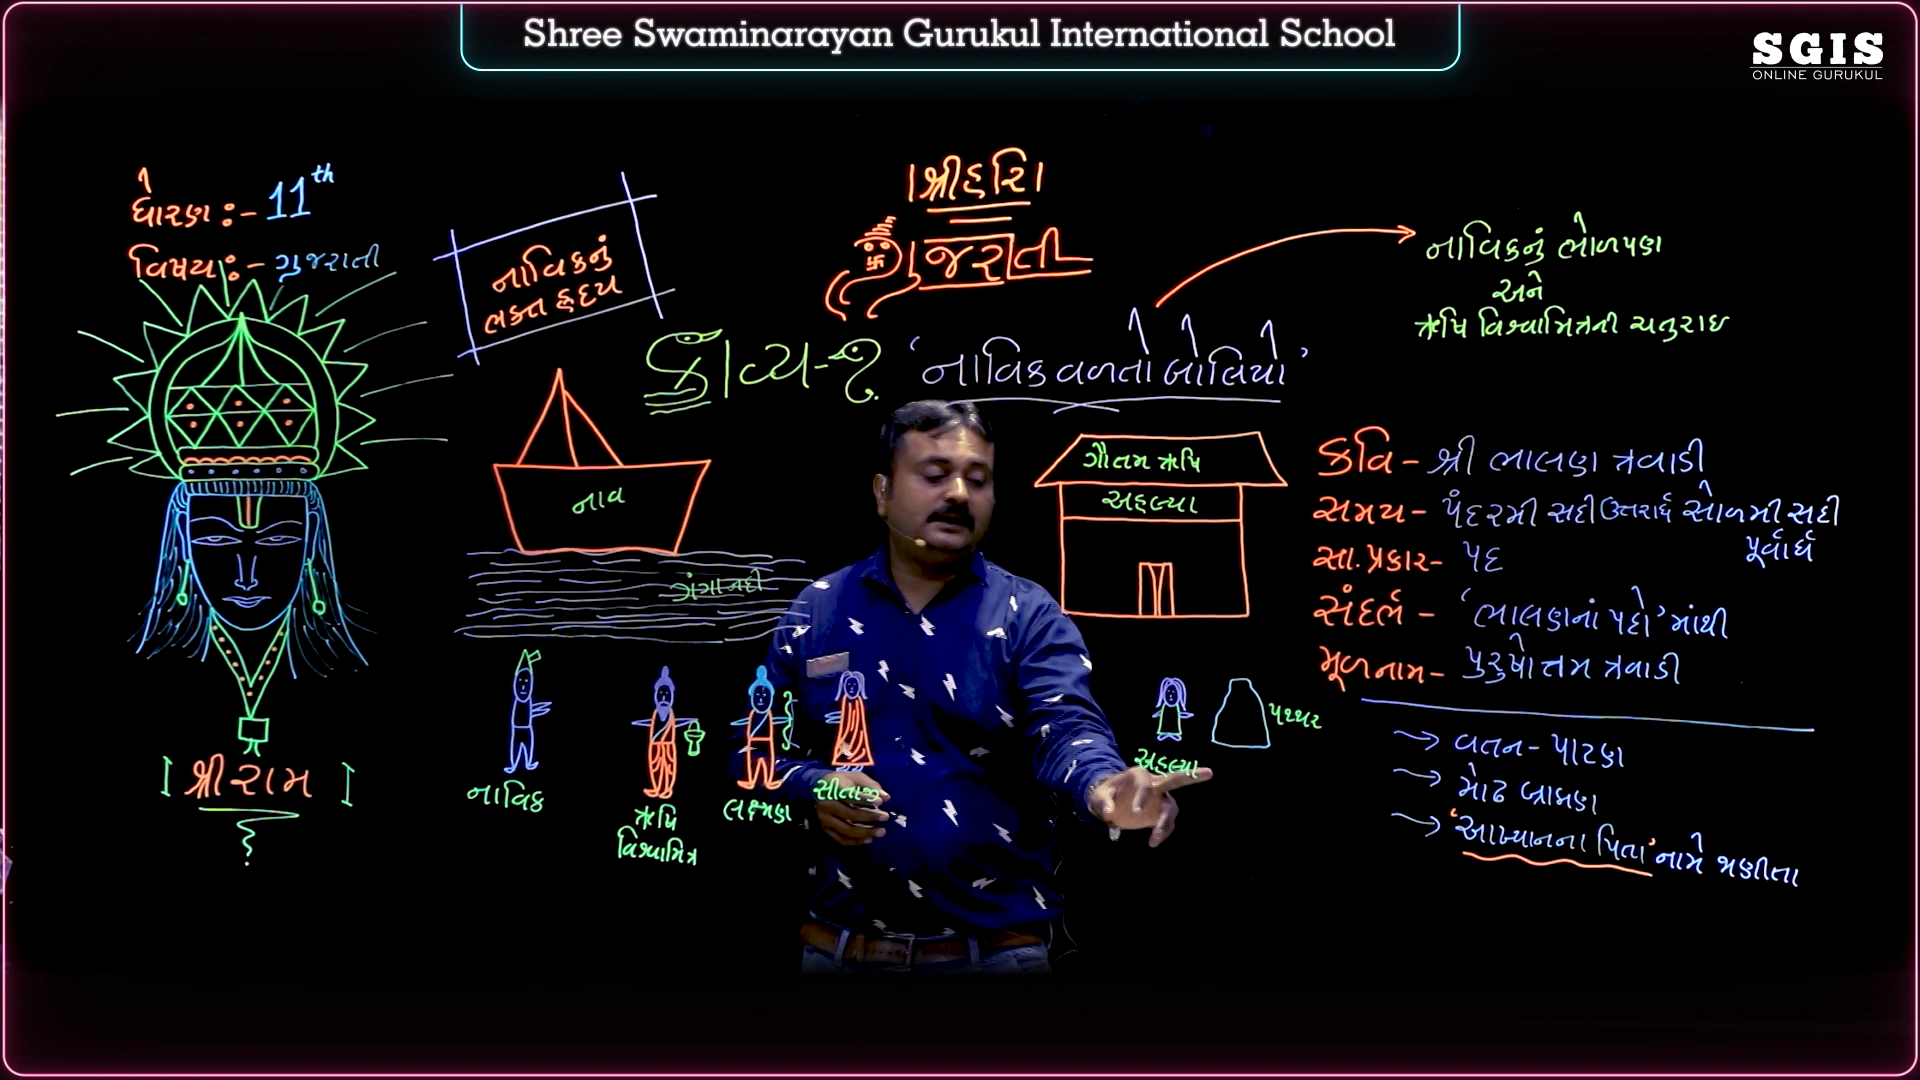 Shree Swaminarayan Gurukul International School
SGIS
ONLINE GURUKUL
।શ્રીહરિ।
ગુજરાતી
ધોરણ :- 11th
વિષય :- ગુજરાતી
નાવિકનું
ભક્ત હૃદય
કાવ્ય-૨ 'નાવિક વળતો બોલિયો'
નાવિકનું ભોળપણ
અને
ઋષિ વિશ્વામિત્રની ચતુરાઇ
નાવ
ગંગા નદી
ગૌતમ ઋષિ
અહલ્યા
કવિ - શ્રી ભાલણ ત્રવાડી
સમય - પંદરમી સદી ઉત્તરાર્ધ સોળમી સદી
પૂર્વાર્ધ
સા.પ્રકાર - પદ
સંદર્ભ - 'ભાલણનાં પદો' માંથી
મૂળ નામ - પુરુષોત્તમ ત્રવાડી
→ વતન - પાટણ
→ મોઢ બ્રાહ્મણ
→ 'આખ્યાનના પિતા' નામે જાણીતા
શ્રી રામ
નાવિક
ઋષિ
વિશ્વામિત્ર
લક્ષ્મણ
સીતાજી
અહલ્યા
પથ્થર